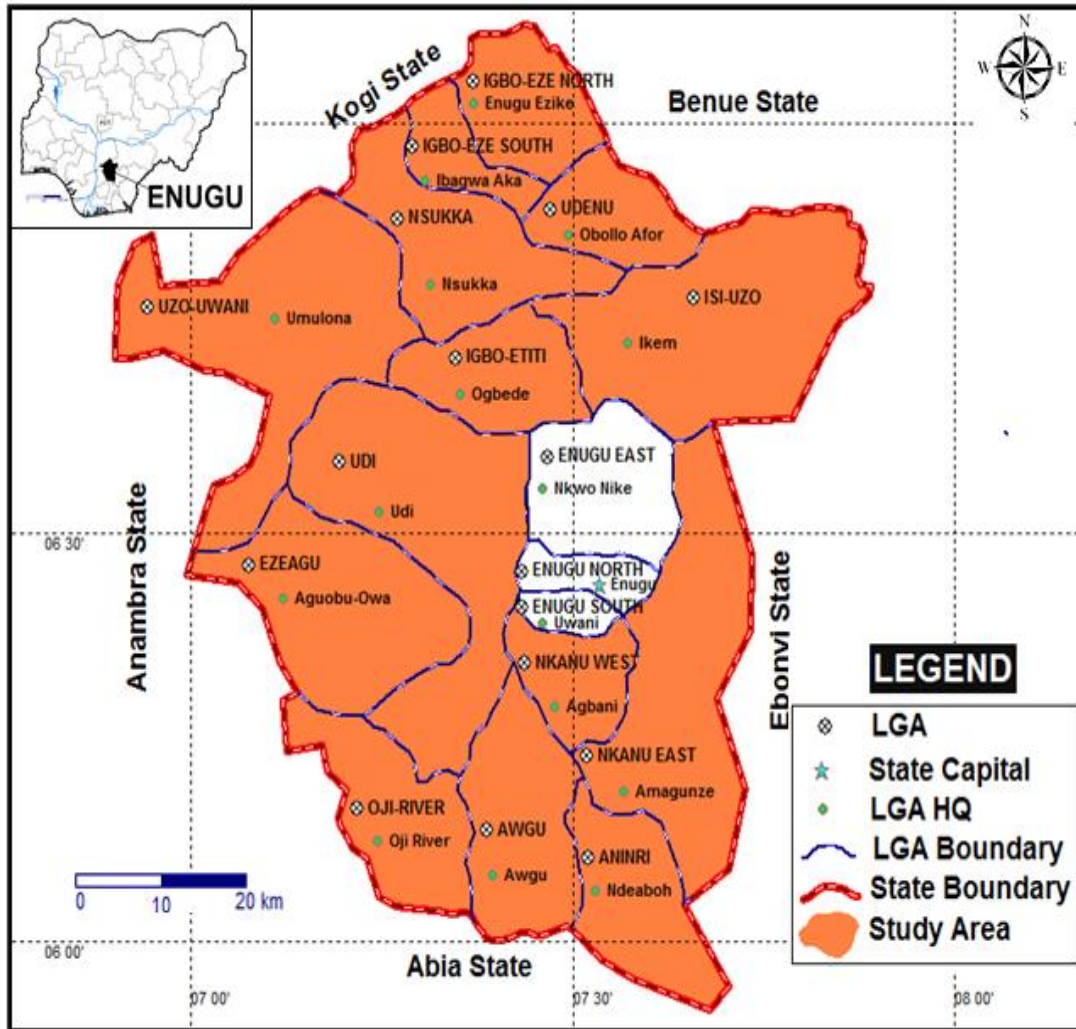 N
W E
S
ENUGU
Kogi State
Benue State
IGBO-EZE NORTH
Enugu Ezike
IGBO-EZE SOUTH
Ibagwa Aka
NSUKKA
UDENU
Obollo Afor
Nsukka
UZO-UWANI
Umulona
ISI-UZO
Ikem
IGBO-ETITI
Ogbede
UDI
Udi
ENUGU EAST
Nkwo Nike
06 30'
EZEAGU
Aguobu-Owa
ENUGU NORTH
Enugu
ENUGU SOUTH
Uwani
Anambra State
Ebonvi State
NKANU WEST
Agbani
NKANU EAST
Amagunze
OJI-RIVER
Oji River
AWGU
Awgu
ANINRI
Ndeaboh
0 10 20 km
06 00'
Abia State
07 00'
07 30'
08 00'
LEGEND
LGA
State Capital
LGA HQ
LGA Boundary
State Boundary
Study Area